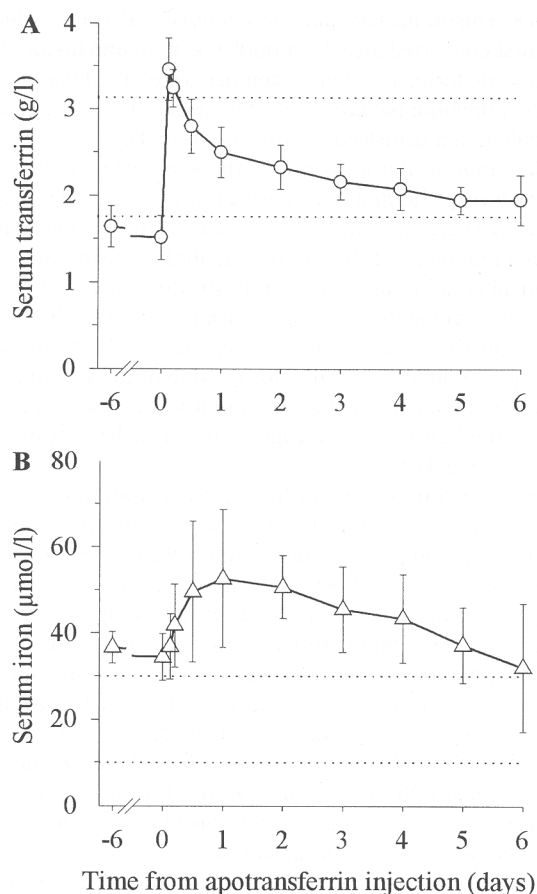 A
4
3
2
1
0
Serum transferrin (g/l)
-6 0 1 2 3 4 5 6
B
80
60
40
20
0
Serum iron (μmol/l)
-6 0 1 2 3 4 5 6
Time from apotransferrin injection (days)